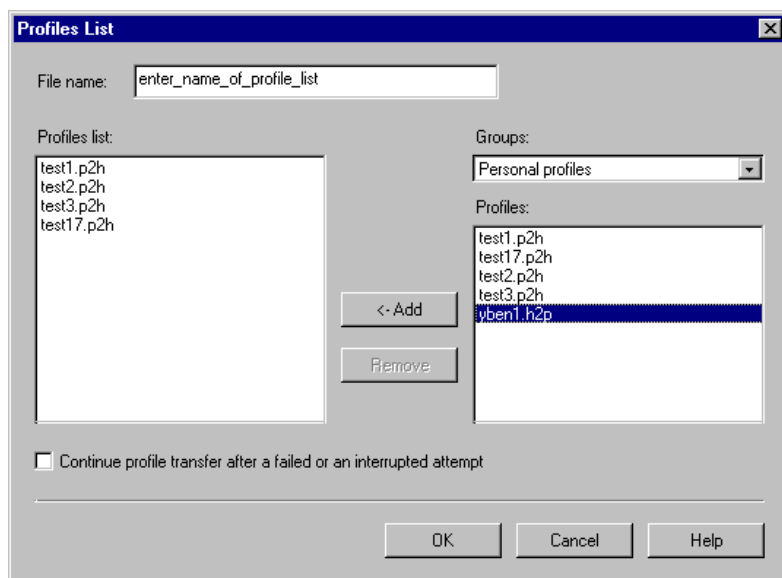 Profiles List
File name:
enter_name_of_profile_list
Profiles list:
test1.p2h
test2.p2h
test3.p2h
test17.p2h
<- Add
Remove
Groups:
Personal profiles
Profiles:
test1.p2h
test17.p2h
test2.p2h
test3.p2h
yben1.h2p
Continue profile transfer after a failed or an interrupted attempt
OK
Cancel
Help